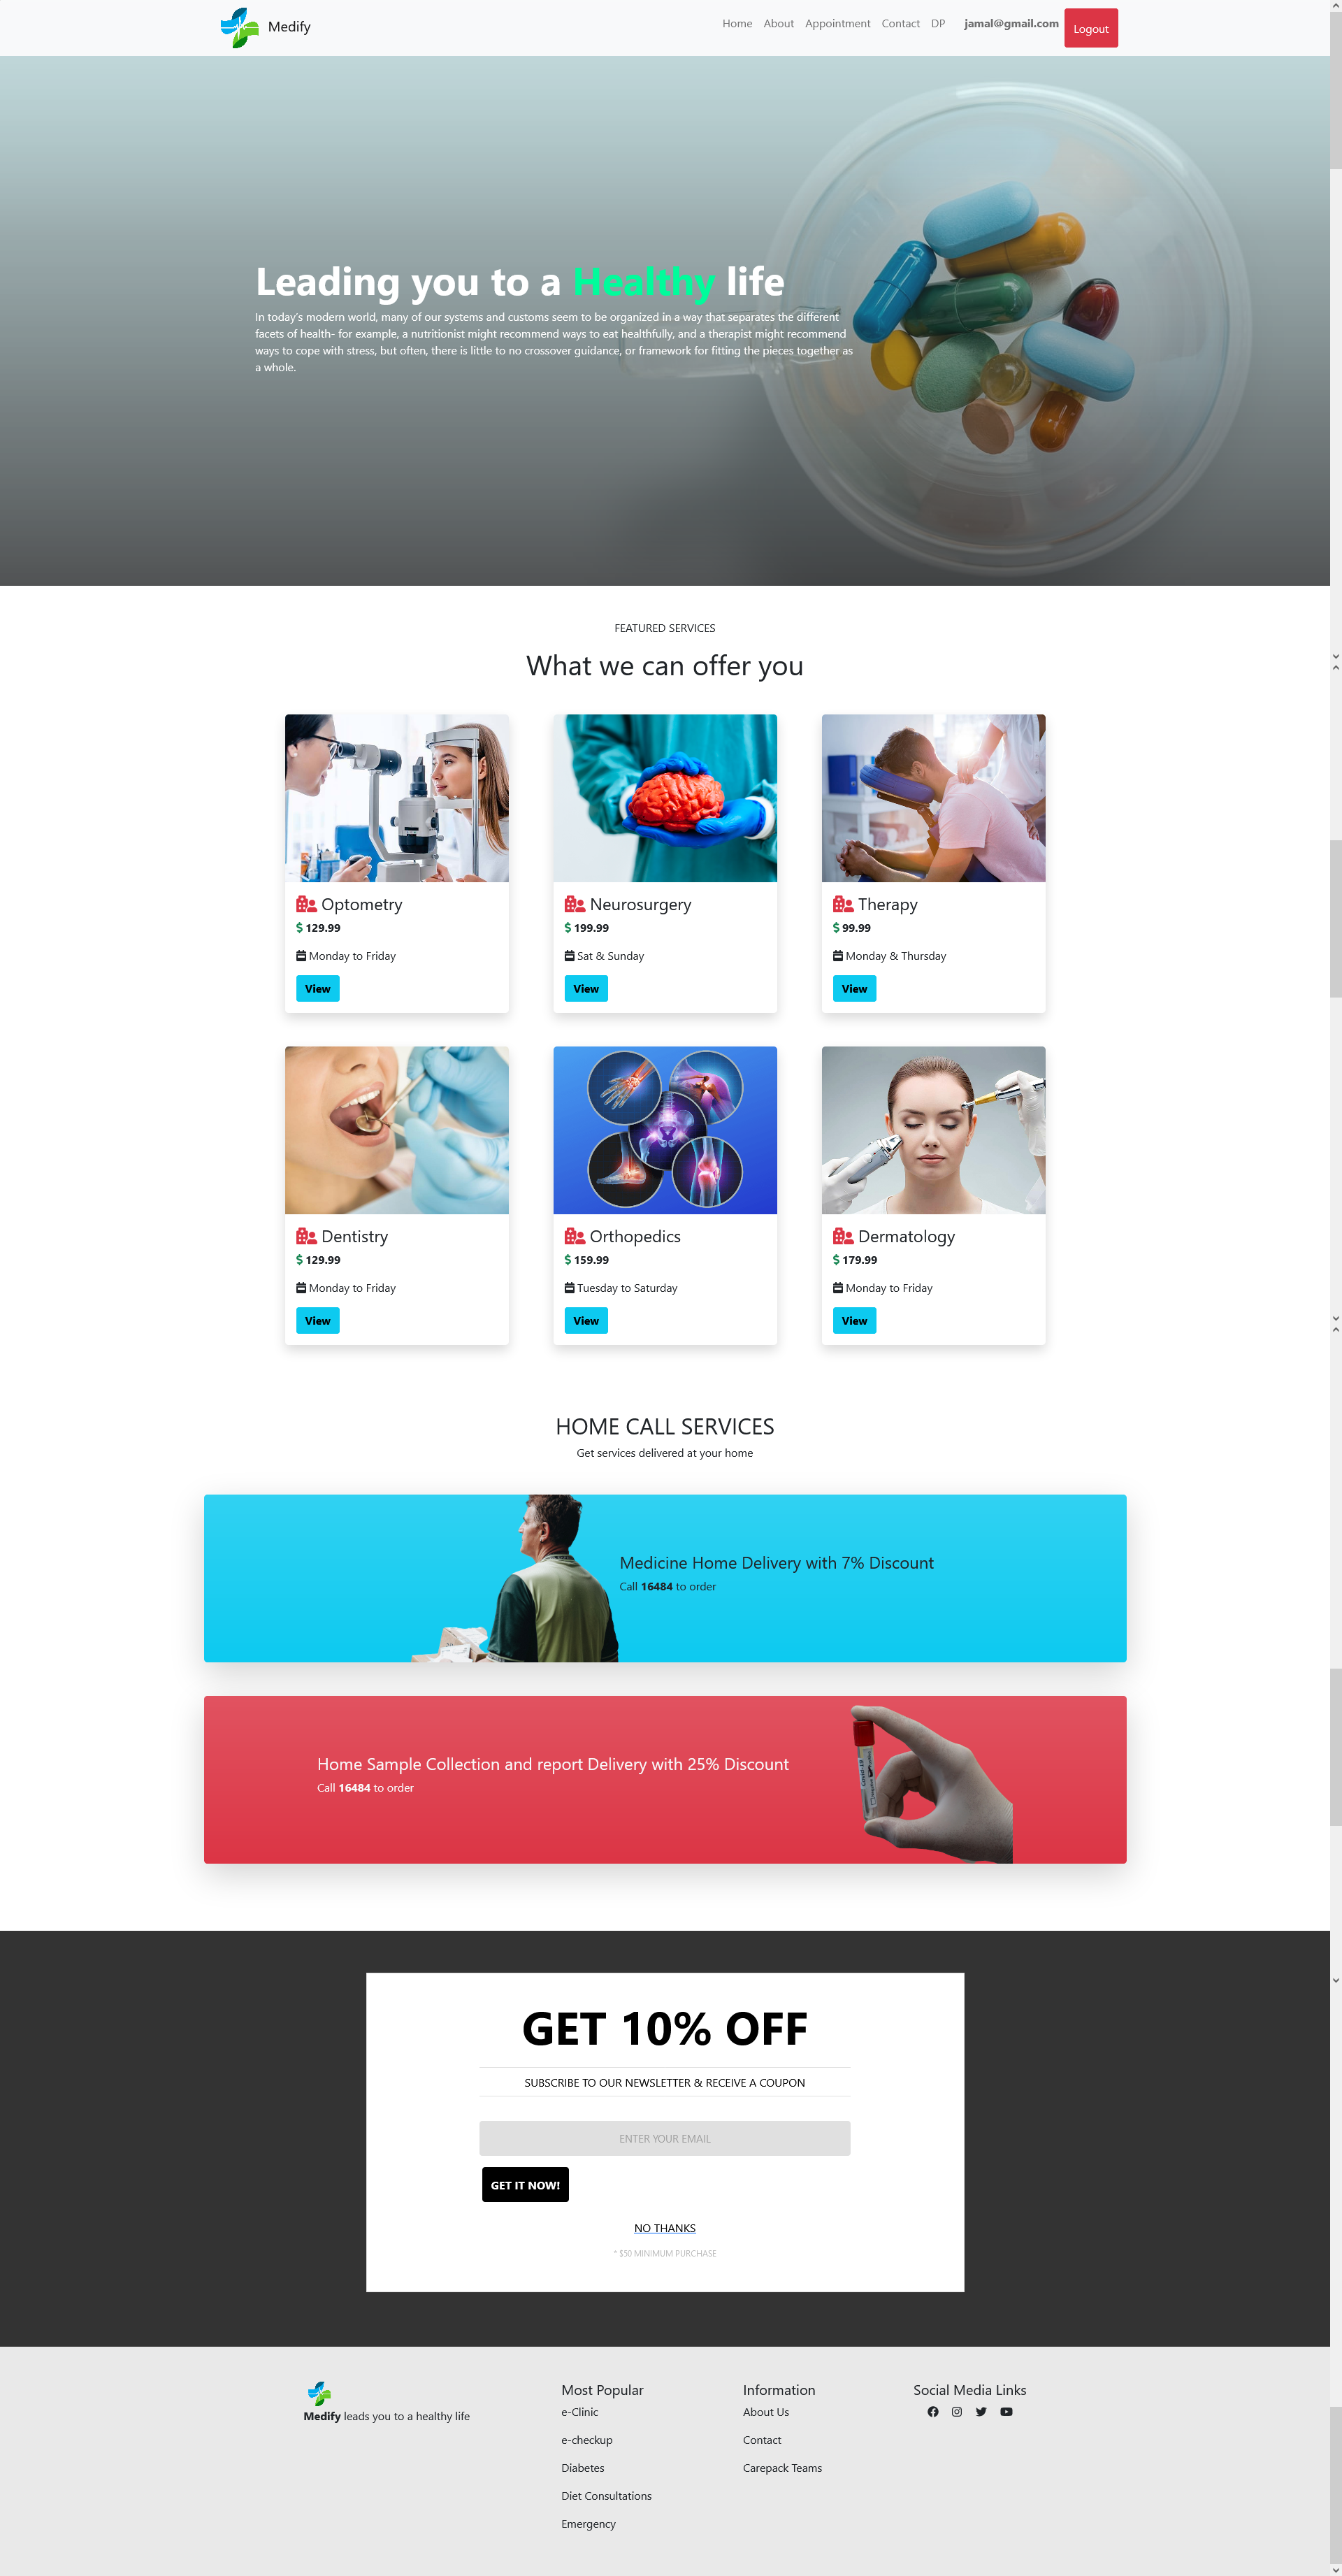 Medify
Home About Appointment Contact DP jamal@gmail.com Logout
Leading you to a Healthy life
In today's modern world, many of our systems and customs seem to be organized in a way that separates the different
facets of health- for example, a nutritionist might recommend ways to eat healthfully, and a therapist might recommend
ways to cope with stress, but often, there is little to no crossover guidance, or framework for fitting the pieces together as
a whole.
FEATURED SERVICES
What we can offer you
Optometry
$ 129.99
Monday to Friday
View
Neurosurgery
$ 199.99
Sat & Sunday
View
Therapy
$ 99.99
Monday & Thursday
View
Dentistry
$ 129.99
Monday to Friday
View
Orthopedics
$ 159.99
Tuesday to Saturday
View
Dermatology
$ 179.99
Monday to Friday
View
HOME CALL SERVICES
Get services delivered at your home
Medicine Home Delivery with 7% Discount
Call 16484 to order
Home Sample Collection and report Delivery with 25% Discount
Call 16484 to order
GET 10% OFF
SUBSCRIBE TO OUR NEWSLETTER & RECEIVE A COUPON
ENTER YOUR EMAIL
GET IT NOW!
NO THANKS
* $50 MINIMUM PURCHASE
Medify leads you to a healthy life
Most Popular
e-Clinic
e-checkup
Diabetes
Diet Consultations
Emergency
Information
About Us
Contact
Carepack Teams
Social Media Links